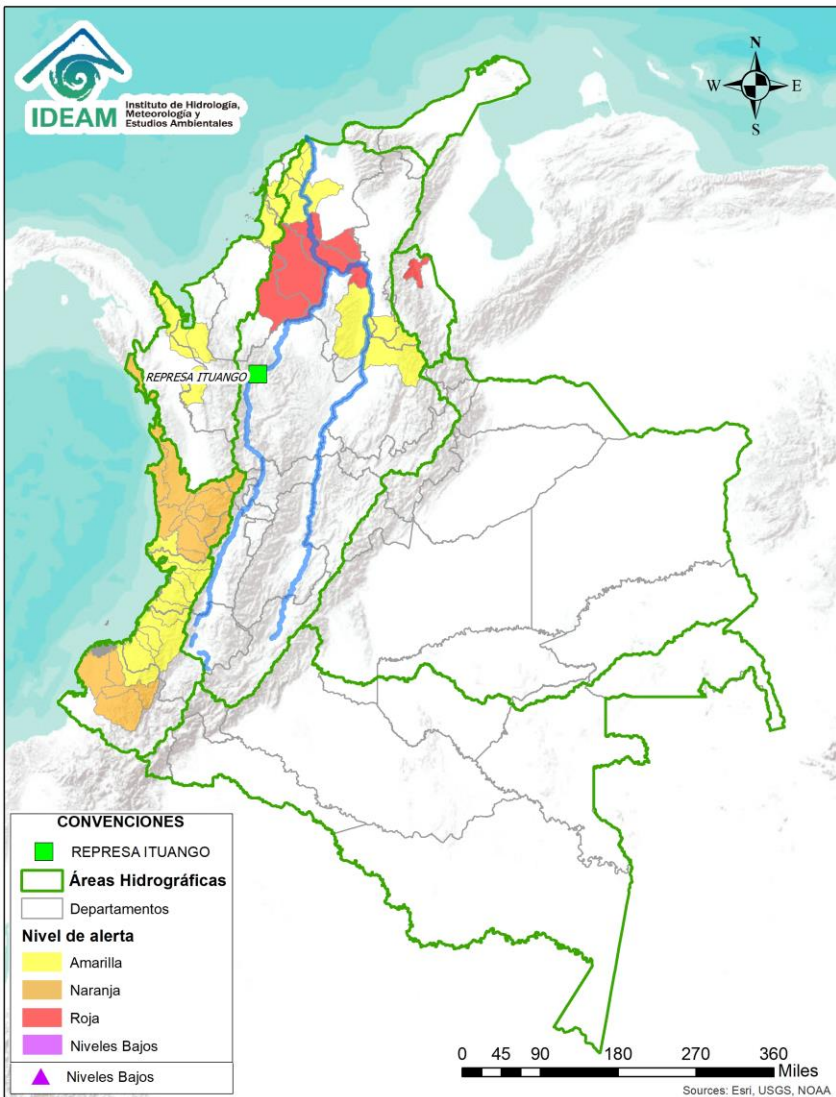 IDEAM
Instituto de Hidrología,
Meteorología y
Estudios Ambientales
N
W
E
S
REPRESA ITUANGO
CONVENCIONES
REPRESA ITUANGO
Áreas Hidrográficas
Departamentos
Nivel de alerta
Amarilla
Naranja
Roja
Niveles Bajos
Niveles Bajos
0 45 90 180 270 360
Miles
Sources: Esri, USGS, NOAA